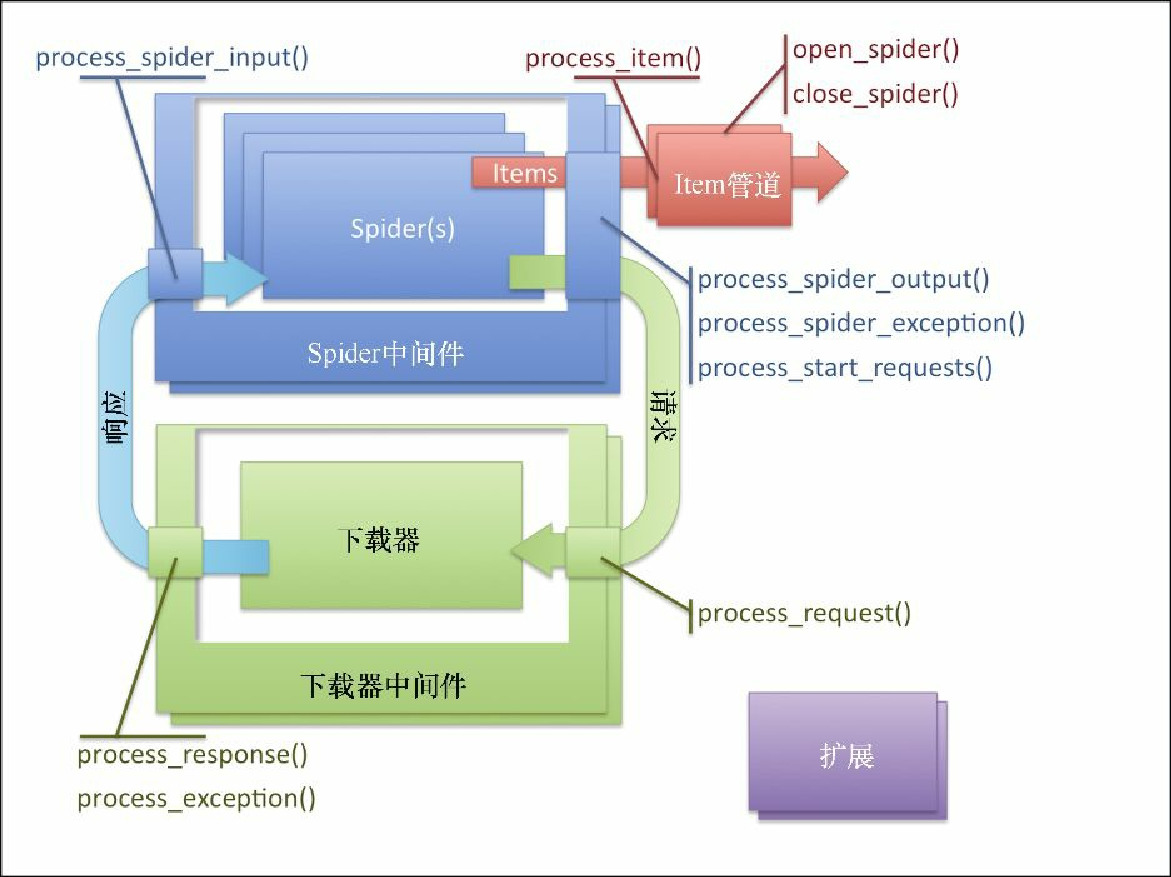 process_spider_input()
process_item()
open_spider()
close_spider()
Items
Item管道
Spider(s)
process_spider_output()
process_spider_exception()
process_start_requests()
Spider中间件
响应
请求
下载器
process_request()
下载器中间件
process_response()
process_exception()
扩展